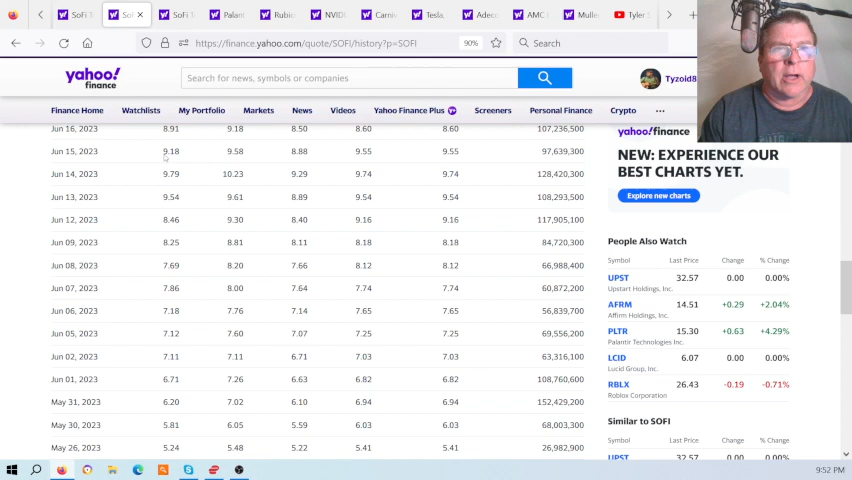 SoFi T
SoF
SoFi T
Palant
Rubio
NVIDI
Carniv
Tesla,
Adeco
AMC E
Mulle
Tyler S
https://finance.yahoo.com/quote/SOFI/history?p=SOFI
90%
Search
yahoo!
finance
Search for news, symbols or companies
Tyzoid8
Finance Home Watchlists My Portfolio Markets News Videos Yahoo Finance Plus Screeners Personal Finance Crypto ...
Jun 16, 2023 8.91 9.18 8.50 8.60 8.60 107,236,500
Jun 15, 2023 9.18 9.58 8.88 9.55 9.55 97,639,300
Jun 14, 2023 9.79 10.23 9.29 9.74 9.74 128,420,300
Jun 13, 2023 9.54 9.61 8.89 9.54 9.54 108,293,500
Jun 12, 2023 8.46 9.30 8.40 9.16 9.16 117,905,100
Jun 09, 2023 8.25 8.81 8.11 8.18 8.18 84,720,300
Jun 08, 2023 7.69 8.20 7.66 8.12 8.12 66,988,400
Jun 07, 2023 7.86 8.00 7.64 7.74 7.74 60,872,200
Jun 06, 2023 7.18 7.76 7.14 7.65 7.65 56,839,700
Jun 05, 2023 7.12 7.60 7.07 7.25 7.25 69,556,200
Jun 02, 2023 7.11 7.11 6.71 7.03 7.03 63,316,100
Jun 01, 2023 6.71 7.26 6.63 6.82 6.82 108,760,600
May 31, 2023 6.20 7.02 6.10 6.94 6.94 152,429,200
May 30, 2023 5.81 6.05 5.59 6.03 6.03 68,003,300
May 26, 2023 5.24 5.48 5.22 5.41 5.41 26,982,900
yahoo!finance
NEW: EXPERIENCE OUR
BEST CHARTS YET.
Explore new charts
People Also Watch
Symbol Last Price Change % Change
UPST 32.57 0.00 0.00%
Upstart Holdings, Inc.
AFRM 14.51 +0.29 +2.04%
Affirm Holdings, Inc.
PLTR 15.30 +0.63 +4.29%
Palantir Technologies Inc.
LCID 6.07 0.00 0.00%
Lucid Group, Inc.
RBLX 26.43 -0.19 -0.71%
Roblox Corporation
Similar to SOFI
Symbol Last Price Change % Change
UPST 32.57 0.00 0.00%
9:52 PM